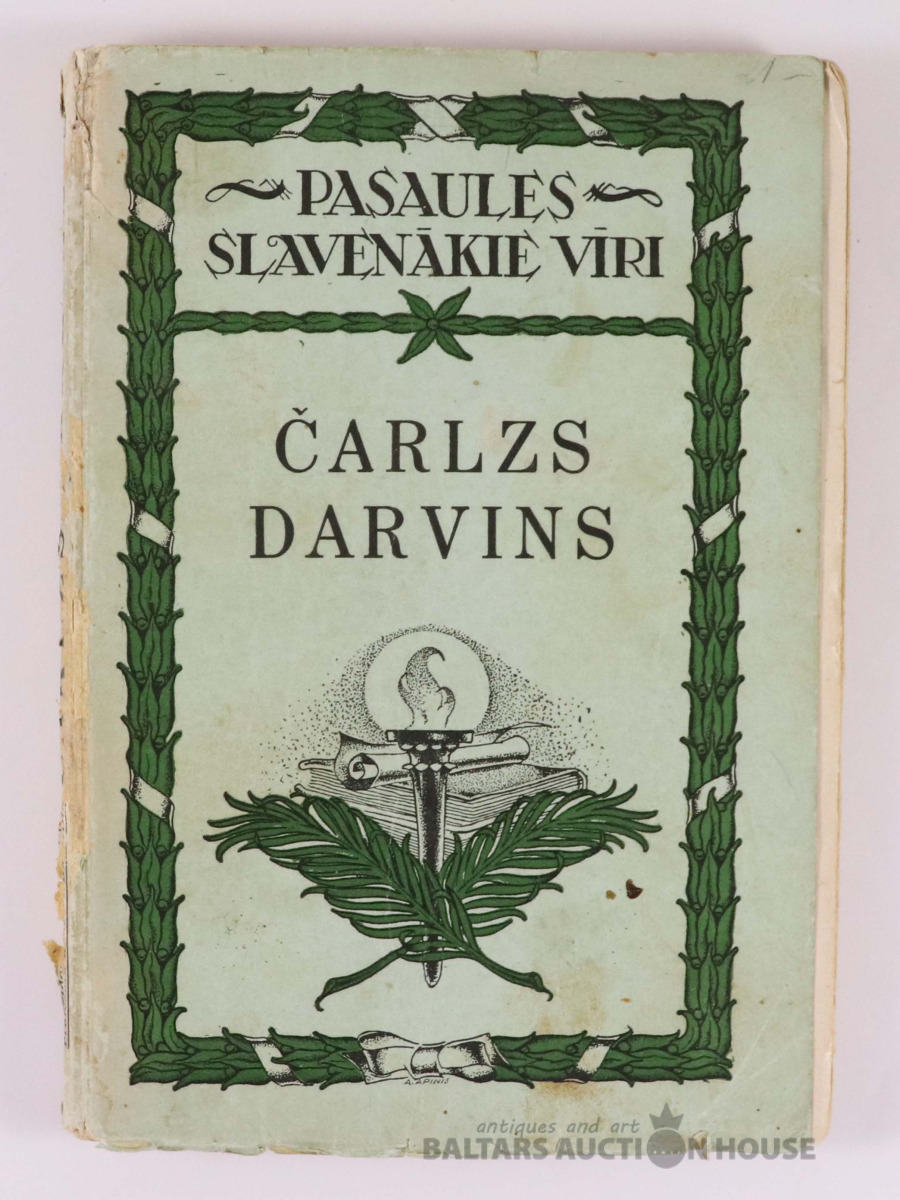 PASAULES
SLAVENĀKIE VĪRI
ČARLZS
DARVINS
A. APINIS
antiques and art
BALTARS AUCTION HOUSE